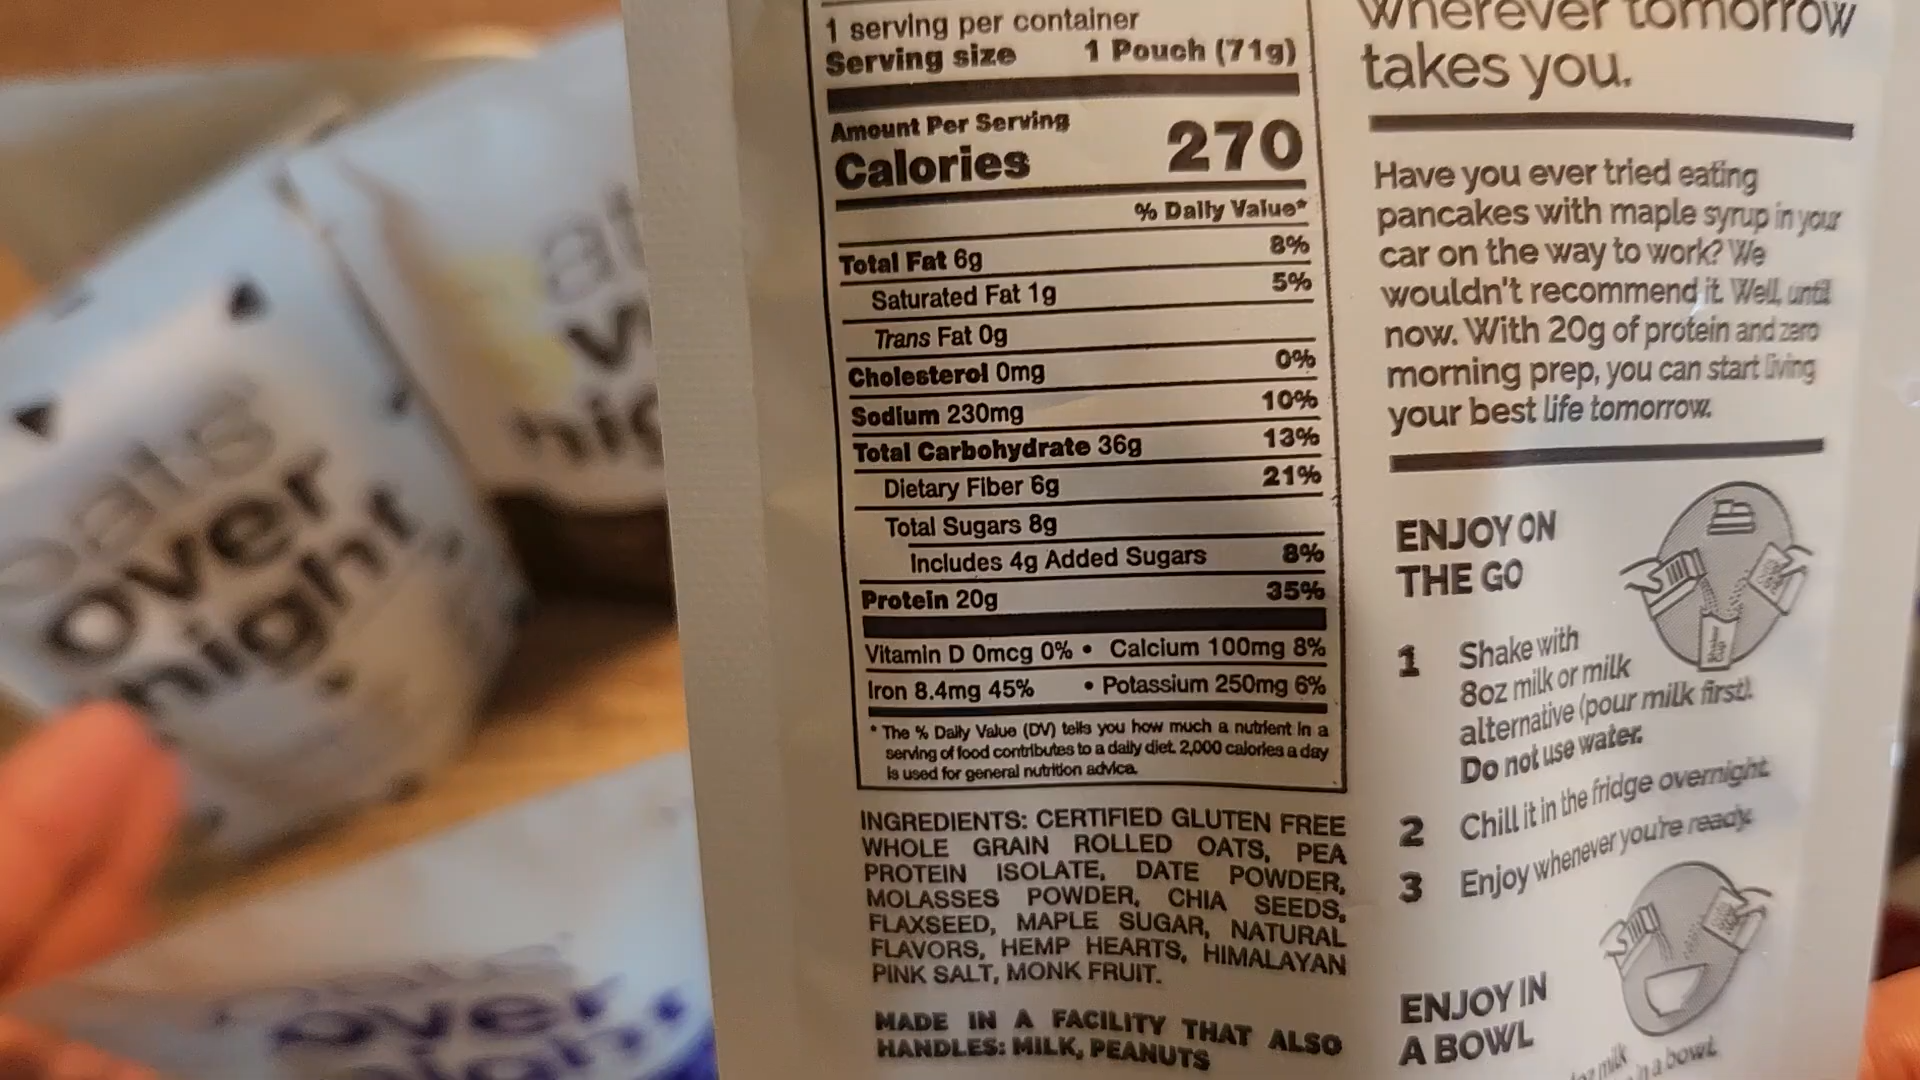 1 serving per container
Serving size 1 Pouch (71g)
Amount Per Serving
Calories 270
% Daily Value*
Total Fat 6g 8%
Saturated Fat 1g 5%
Trans Fat 0g
Cholesterol 0mg 0%
Sodium 230mg 10%
Total Carbohydrate 36g 13%
Dietary Fiber 6g 21%
Total Sugars 8g
Includes 4g Added Sugars 8%
Protein 20g 35%
Vitamin D 0mcg 0% • Calcium 100mg 8%
Iron 8.4mg 45% • Potassium 250mg 6%
* The % Daily Value (DV) tells you how much a nutrient in a
serving of food contributes to a daily diet. 2,000 calories a day
is used for general nutrition advice.
INGREDIENTS: CERTIFIED GLUTEN FREE
WHOLE GRAIN ROLLED OATS, PEA
PROTEIN ISOLATE, DATE POWDER,
MOLASSES POWDER, CHIA SEEDS,
FLAXSEED, MAPLE SUGAR, NATURAL
FLAVORS, HEMP HEARTS, HIMALAYAN
PINK SALT, MONK FRUIT.
MADE IN A FACILITY THAT ALSO
HANDLES: MILK, PEANUTS
wherever tomorrow
takes you.
Have you ever tried eating
pancakes with maple syrup in your
car on the way to work? We
wouldn't recommend it. Well, until
now. With 20g of protein and zero
morning prep, you can start living
your best life tomorrow.
ENJOY ON
THE GO
1 Shake with
8oz milk or milk
alternative (pour milk first).
Do not use water.
2 Chill it in the fridge overnight.
3 Enjoy whenever you're ready.
ENJOY IN
A BOWL
milk
in a bowl.
oats
over
night
over